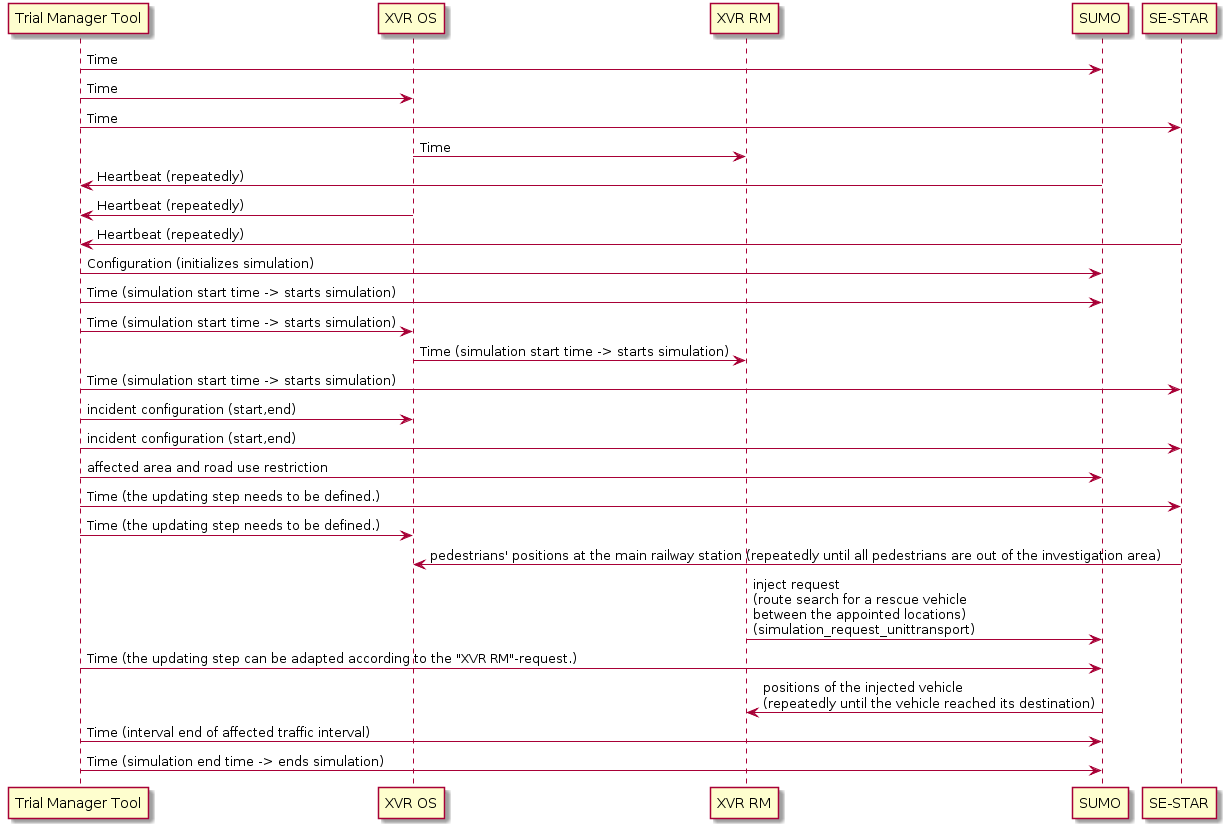 Trial Manager Tool XVR OS XVR RM SUMO SE-STAR
Time
Time
Time
Time
Heartbeat (repeatedly)
Heartbeat (repeatedly)
Heartbeat (repeatedly)
Configuration (initializes simulation)
Time (simulation start time -> starts simulation)
Time (simulation start time -> starts simulation)
Time (simulation start time -> starts simulation)
Time (simulation start time -> starts simulation)
incident configuration (start,end)
incident configuration (start,end)
affected area and road use restriction
Time (the updating step needs to be defined.)
Time (the updating step needs to be defined.)
pedestrians' positions at the main railway station (repeatedly until all pedestrians are out of the investigation area)
inject request
(route search for a rescue vehicle
between the appointed locations)
(simulation_request_unittransport)
Time (the updating step can be adapted according to the "XVR RM"-request.)
positions of the injected vehicle
(repeatedly until the vehicle reached its destination)
Time (interval end of affected traffic interval)
Time (simulation end time -> ends simulation)
Trial Manager Tool XVR OS XVR RM SUMO SE-STAR